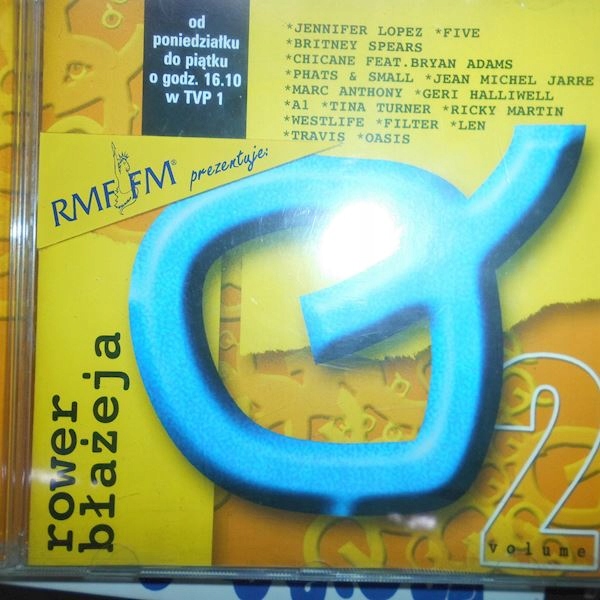 od
poniedziałku
do piątku
o godz. 16.10
w TVP 1
*JENNIFER LOPEZ *FIVE
*BRITNEY SPEARS
*CHICANE FEAT.BRYAN ADAMS
*PHATS & SMALL *JEAN MICHEL JARRE
*MARC ANTHONY *GERI HALLIWELL
*A1 *TINA TURNER *RICKY MARTIN
*WESTLIFE *FILTER *LEN
*TRAVIS *OASIS
RMF FM® prezentuje:
rower
błażeja
2
volume